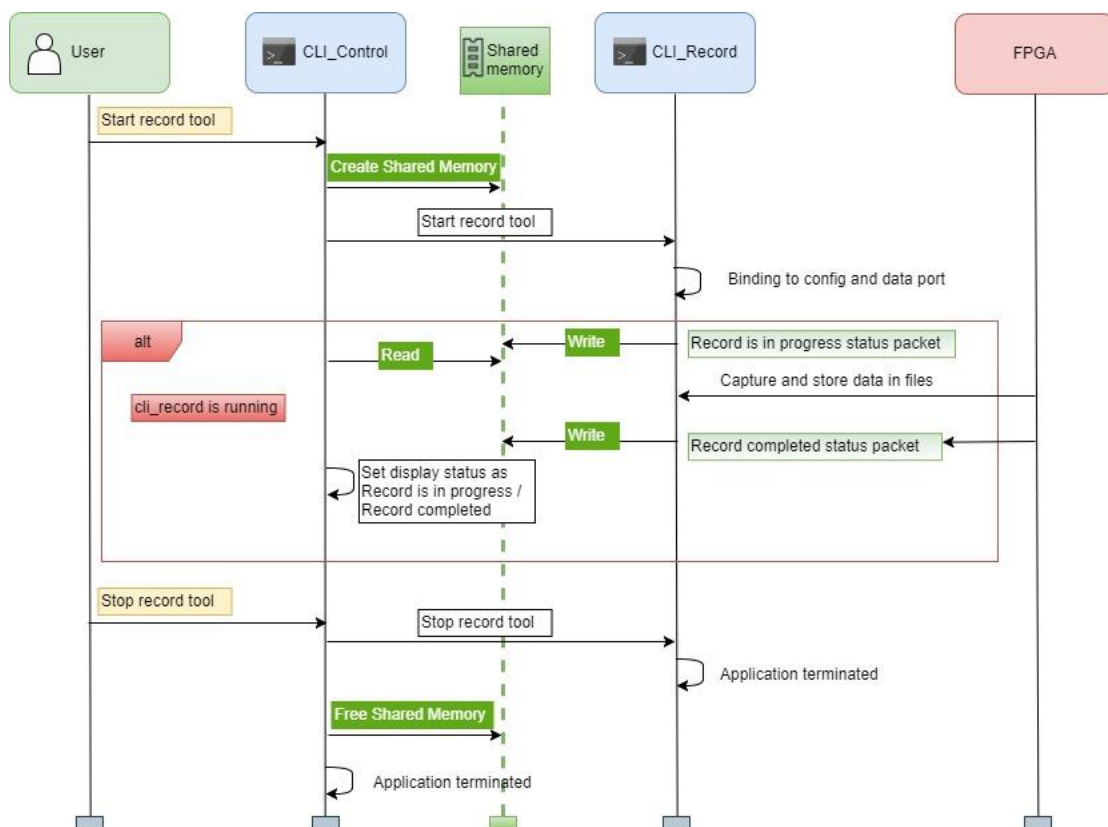 User
CLI_Control
Shared
memory
CLI_Record
FPGA
Start record tool
Create Shared Memory
Start record tool
Binding to config and data port
alt
Write
Record is in progress status packet
Read
Capture and store data in files
cli_record is running
Write
Record completed status packet
Set display status as
Record is in progress /
Record completed
Stop record tool
Stop record tool
Application terminated
Free Shared Memory
Application terminated